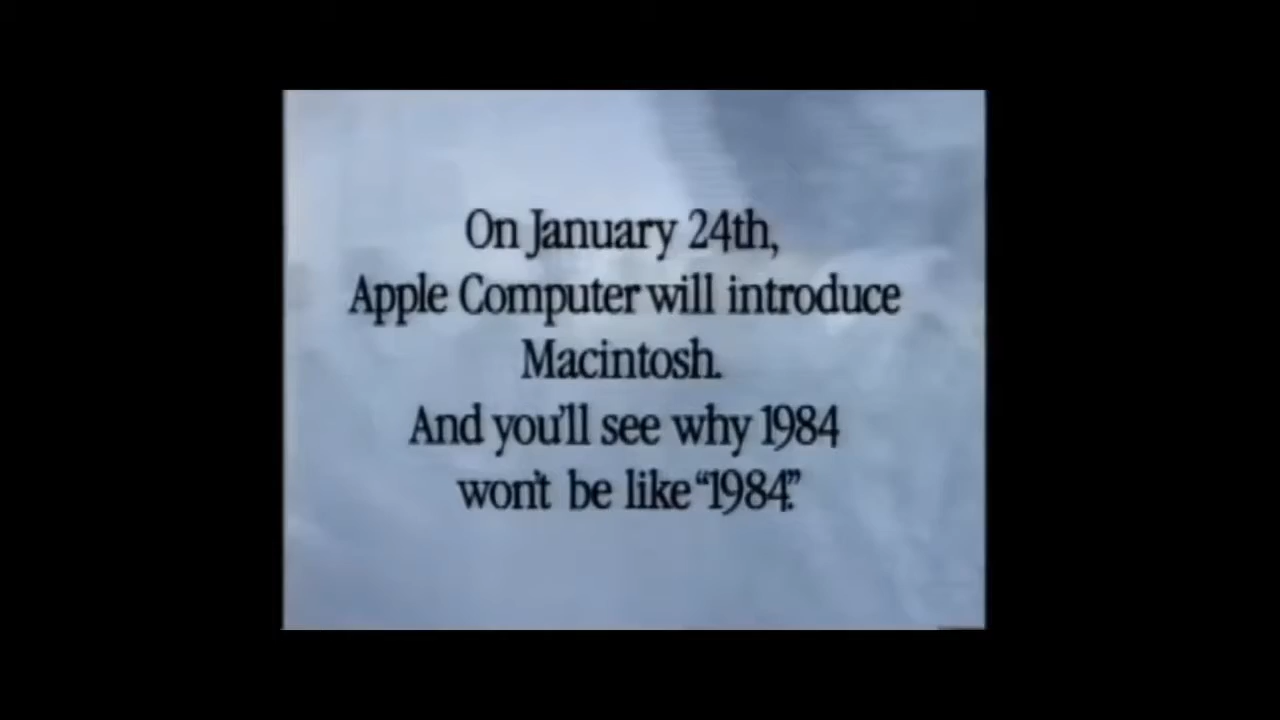 On January 24th,
Apple Computer will introduce
Macintosh.
And you'll see why 1984
won't be like “1984.”